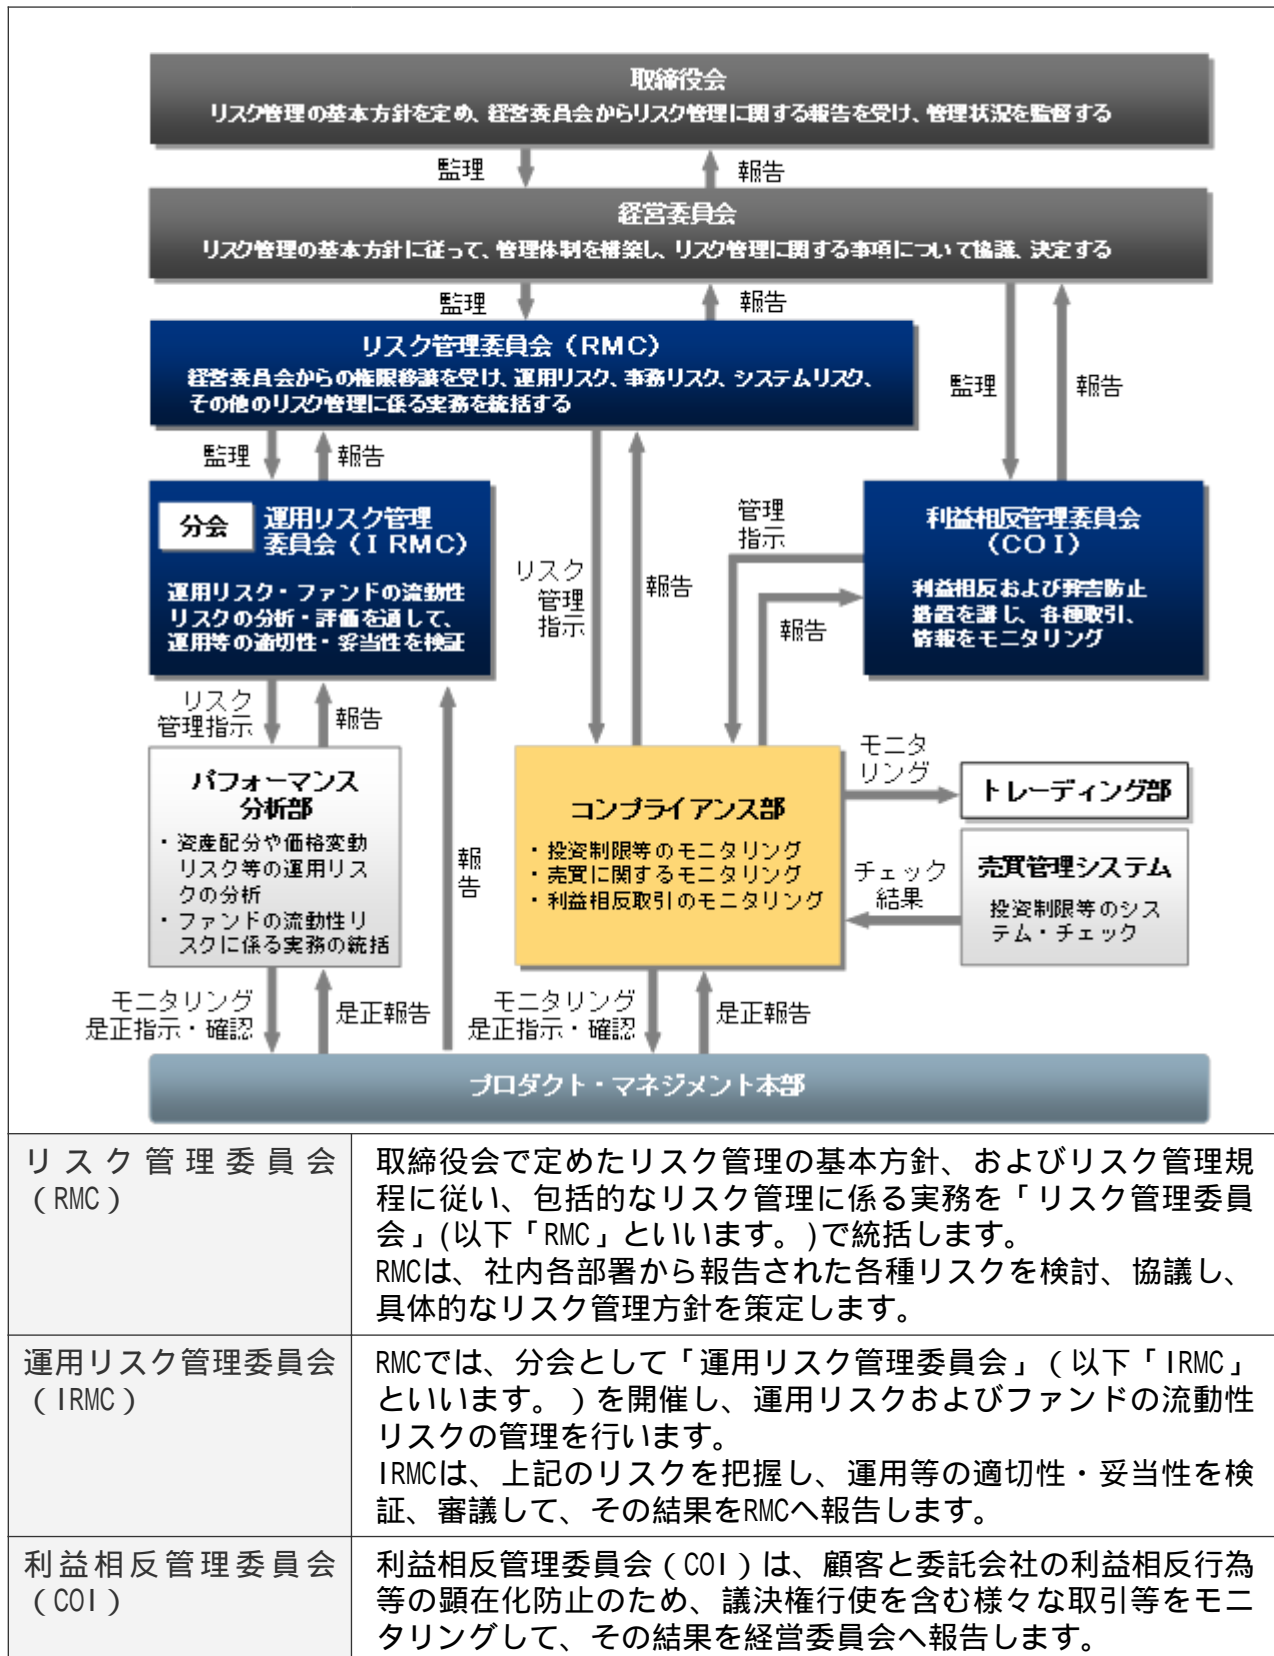 取締役会
リスク管理の基本方針を定め、経営委員会からリスク管理に関する報告を受け、管理状況を監督する
監理
報告
経営委員会
リスク管理の基本方針に従って、管理体制を構築し、リスク管理に関する事項について協議、決定する
監理
報告
リスク管理委員会（RMC）
経営委員会からの権限移譲を受け、運用リスク、事務リスク、システムリスク、
その他のリスク管理に係る実務を統括する
監理
報告
監理
報告
分会
運用リスク管理
委員会（IRMC）
運用リスク・ファンドの流動性
リスクの分析・評価を通して、
運用等の適切性・妥当性を検証
リスク
管理
指示
報告
管理
指示
報告
利益相反管理委員会
（COI）
利益相反および弊害防止
措置を講じ、各種取引、
情報をモニタリング
リスク
管理指示
報告
パフォーマンス
分析部
・資産配分や価格変動
リスク等の運用リス
クの分析
・ファンドの流動性リ
スクに係る実務の統括
報
告
コンプライアンス部
・投資制限等のモニタリング
・売買に関するモニタリング
・利益相反取引のモニタリング
モニタ
リング
トレーディング部
チェック
結果
売買管理システム
投資制限等のシス
テム・チェック
モニタリング
是正指示・確認
是正報告
モニタリング
是正指示・確認
是正報告
プロダクト・マネジメント本部
リスク管理委員会
（RMC）
取締役会で定めたリスク管理の基本方針、およびリスク管理規
程に従い、包括的なリスク管理に係る実務を「リスク管理委員
会」(以下「RMC」といいます。)で統括します。
RMCは、社内各部署から報告された各種リスクを検討、協議し、
具体的なリスク管理方針を策定します。
運用リスク管理委員会
（IRMC）
RMCでは、分会として「運用リスク管理委員会」（以下「IRMC」
といいます。）を開催し、運用リスクおよびファンドの流動性
リスクの管理を行います。
IRMCは、上記のリスクを把握し、運用等の適切性・妥当性を検
証、審議して、その結果をRMCへ報告します。
利益相反管理委員会
（COI）
利益相反管理委員会（COI）は、顧客と委託会社の利益相反行為
等の顕在化防止のため、議決権行使を含む様々な取引等をモニ
タリングして、その結果を経営委員会へ報告します。